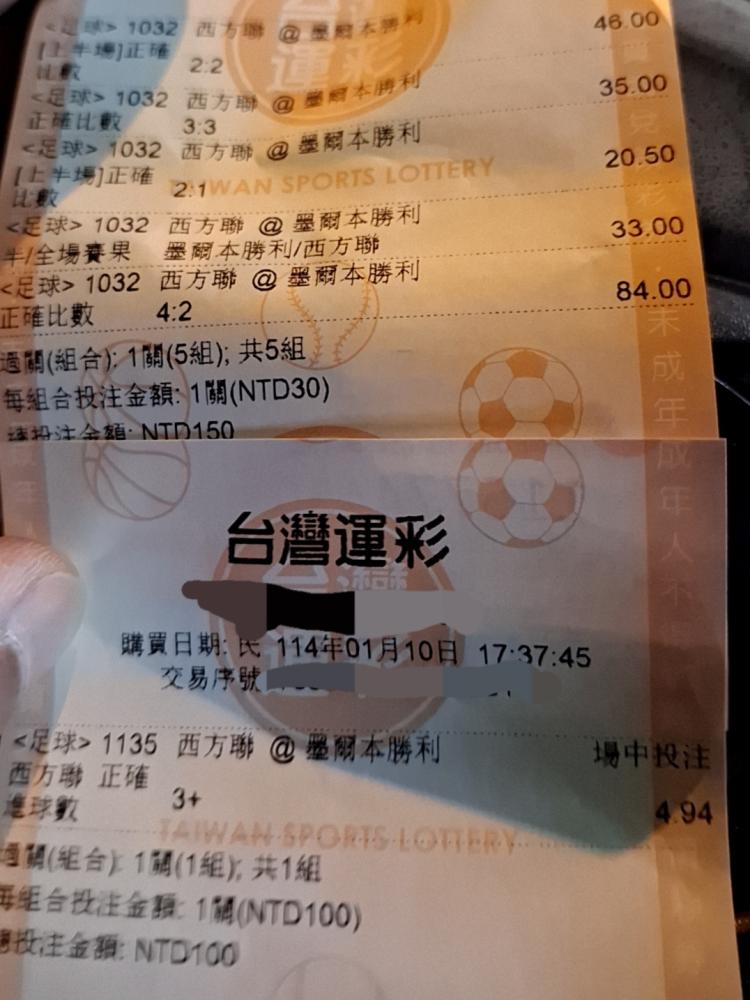 <足球> 1032 西方聯 @ 墨爾本勝利 46.00
[上半場]正確
比數 2:2
<足球> 1032 西方聯 @ 墨爾本勝利 35.00
正確比數 3:3
<足球> 1032 西方聯 @ 墨爾本勝利 20.50
[上半場]正確
比數 2:1
TAIWAN SPORTS LOTTERY
<足球> 1032 西方聯 @ 墨爾本勝利 33.00
半/全場賽果 墨爾本勝利/西方聯
<足球> 1032 西方聯 @ 墨爾本勝利 84.00
正確比數 4:2
過關(組合): 1關(5組); 共5組
每組合投注金額: 1關(NTD30)
總投注金額: NTD150
未成年
台灣運彩
成年人
購買日期: 民 114年01月10日 17:37:45
交易序號
<足球> 1135 西方聯 @ 墨爾本勝利 場中投注
西方聯 正確
進球數 3+ 4.94
TAIWAN SPORTS LOTTERY
過關(組合): 1關(1組); 共1組
每組合投注金額: 1關(NTD100)
總投注金額: NTD100